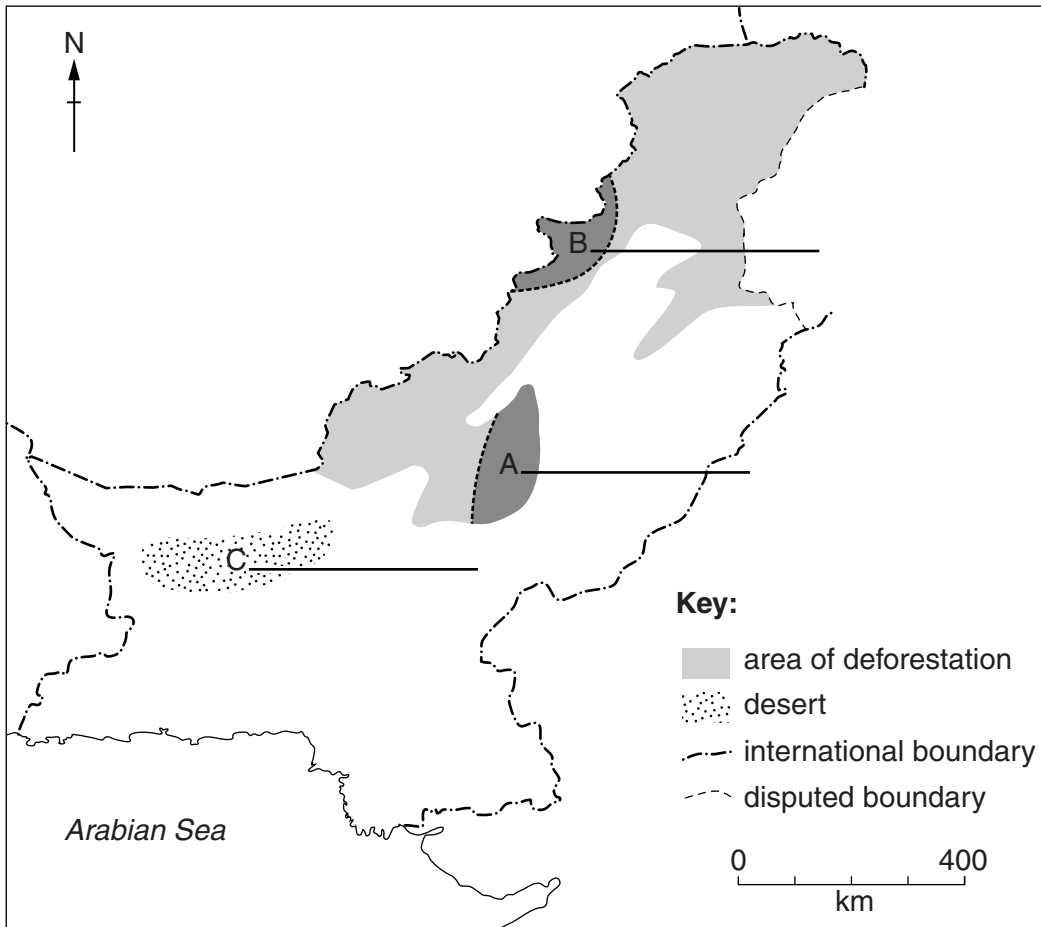 N
B
A
C
Key:
area of deforestation
desert
international boundary
disputed boundary
Arabian Sea
0 400
km